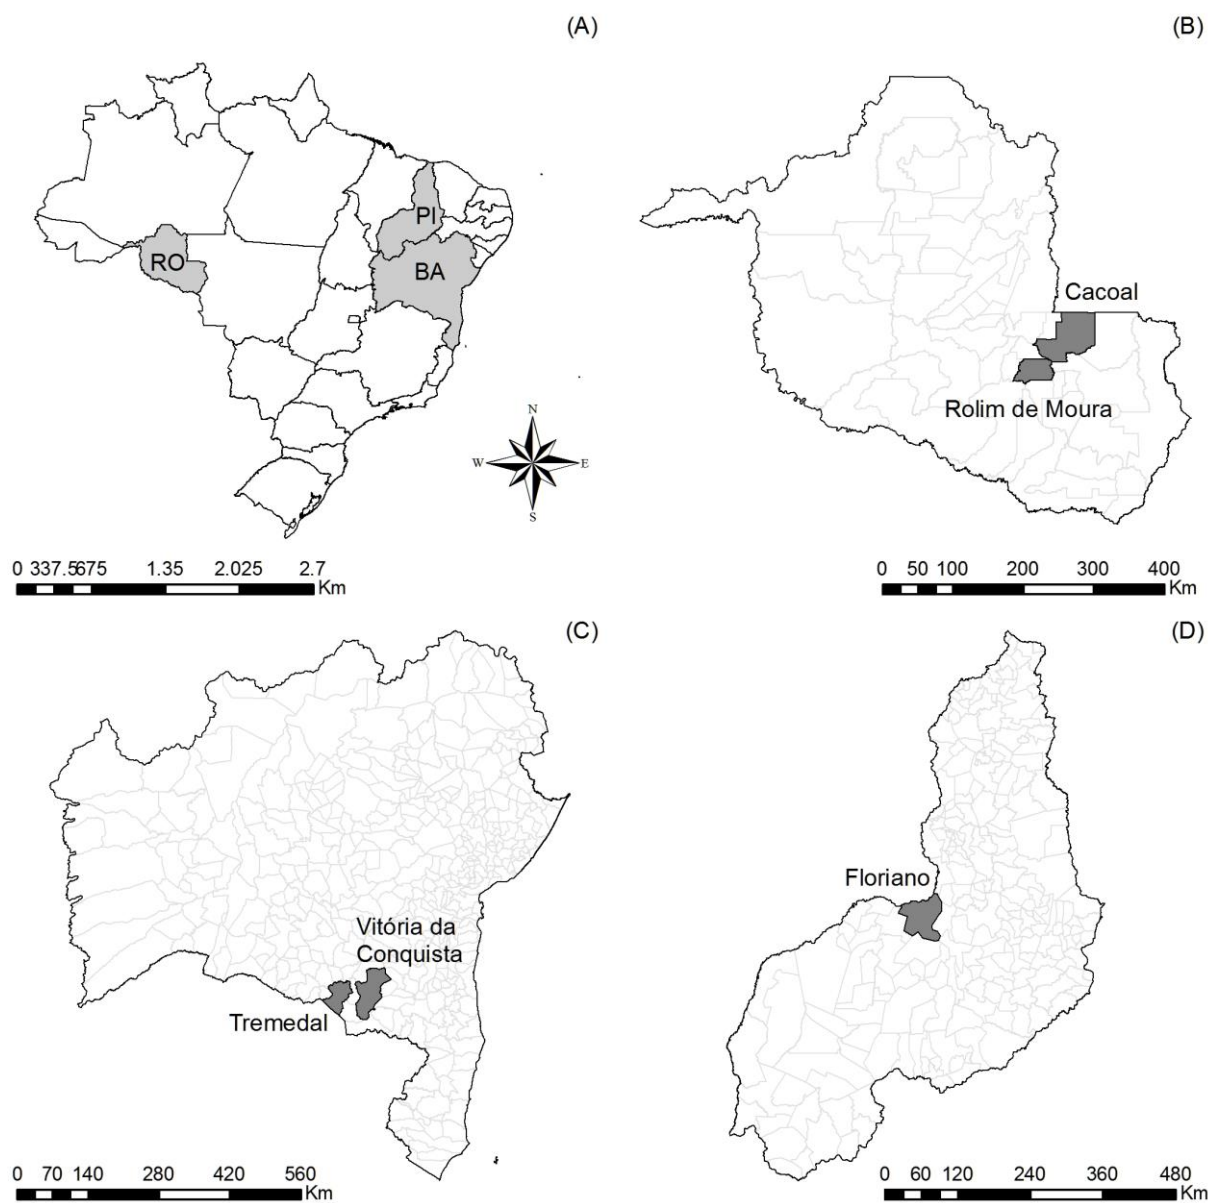 (A)
RO
PI
BA
N
W
E
S
0 337.5675 1.35 2.025 2.7
Km
(B)
Cacoal
Rolim de Moura
0 50 100 200 300 400
Km
(C)
Vitória da
Conquista
Tremedal
0 70 140 280 420 560
Km
(D)
Floriano
0 60 120 240 360 480
Km